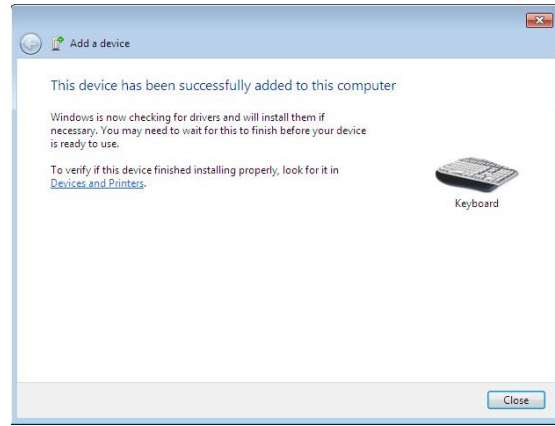 Add a device
This device has been successfully added to this computer
Windows is now checking for drivers and will install them if
necessary. You may need to wait for this to finish before your device
is ready to use.
To verify if this device finished installing properly, look for it in
Devices and Printers.
Keyboard
Close